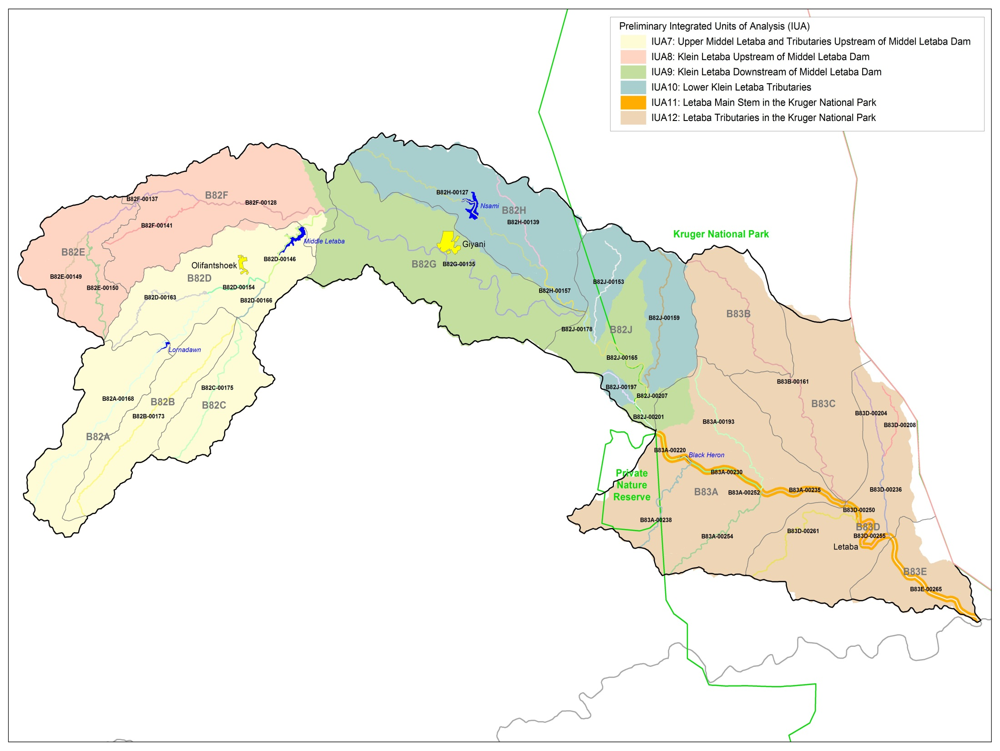 Preliminary Integrated Units of Analysis (IUA)
IUA7: Upper Middel Letaba and Tributaries Upstream of Middel Letaba Dam
IUA8: Klein Letaba Upstream of Middel Letaba Dam
IUA9: Klein Letaba Downstream of Middel Letaba Dam
IUA10: Lower Klein Letaba Tributaries
IUA11: Letaba Main Stem in the Kruger National Park
IUA12: Letaba Tributaries in the Kruger National Park
B82F-00137
B82F
B82F-00128
B82F-00141
B82E
B82E-00149
B82E-00150
Middle Letaba
B82D-00146
Olifantshoek
B82D
B82D-00154
B82D-00163
B82D-00166
Lornadawn
B82C-00175
B82A-00168
B82B
B82C
B82B-00173
B82A
B82H-00127
Nsami
B82H
B82H-00139
Giyani
B82G
B82G-00135
B82H-00157
B82J-00153
Kruger National Park
B82J-00159
B82J-00178
B82J
B82J-00165
B82J-00197
B82J-00207
B82J-00201
B83B
B83B-00161
B83C
B83D-00204
B83D-00208
B83A-00193
B83A-00220
Black Heron
B83A-00230
Private
Nature
Reserve
B83A
B83A-00252
B83A-00235
B83D-00236
B83D-00250
B83A-00238
B83D
B83D-00261
B83A-00254
B83D-00255
Letaba
B83E
B83E-00265